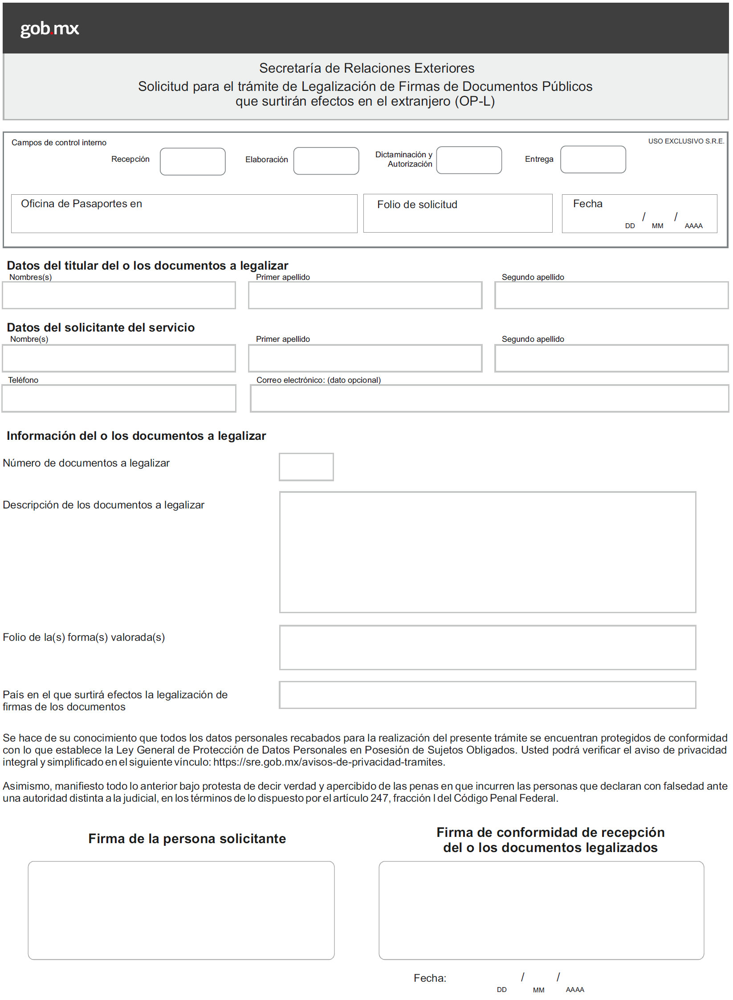 gob.mx
Secretaría de Relaciones Exteriores
Solicitud para el trámite de Legalización de Firmas de Documentos Públicos
que surtirán efectos en el extranjero (OP-L)
Campos de control interno
USO EXCLUSIVO S.R.E.
Recepción
Elaboración
Dictaminación y
Autorización
Entrega
Oficina de Pasaportes en
Folio de solicitud
Fecha
/ /
DD MM AAAA
Datos del titular del o los documentos a legalizar
Nombres(s) Primer apellido Segundo apellido
Datos del solicitante del servicio
Nombre(s) Primer apellido Segundo apellido
Teléfono Correo electrónico: (dato opcional)
Información del o los documentos a legalizar
Número de documentos a legalizar
Descripción de los documentos a legalizar
Folio de la(s) forma(s) valorada(s)
País en el que surtirá efectos la legalización de
firmas de los documentos
Se hace de su conocimiento que todos los datos personales recabados para la realización del presente trámite se encuentran protegidos de conformidad
con lo que establece la Ley General de Protección de Datos Personales en Posesión de Sujetos Obligados. Usted podrá verificar el aviso de privacidad
integral y simplificado en el siguiente vínculo: https://sre.gob.mx/avisos-de-privacidad-tramites.
Asimismo, manifiesto todo lo anterior bajo protesta de decir verdad y apercibido de las penas en que incurren las personas que declaran con falsedad ante
una autoridad distinta a la judicial, en los términos de lo dispuesto por el artículo 247, fracción I del Código Penal Federal.
Firma de la persona solicitante
Firma de conformidad de recepción
del o los documentos legalizados
Fecha: / /
DD MM AAAA